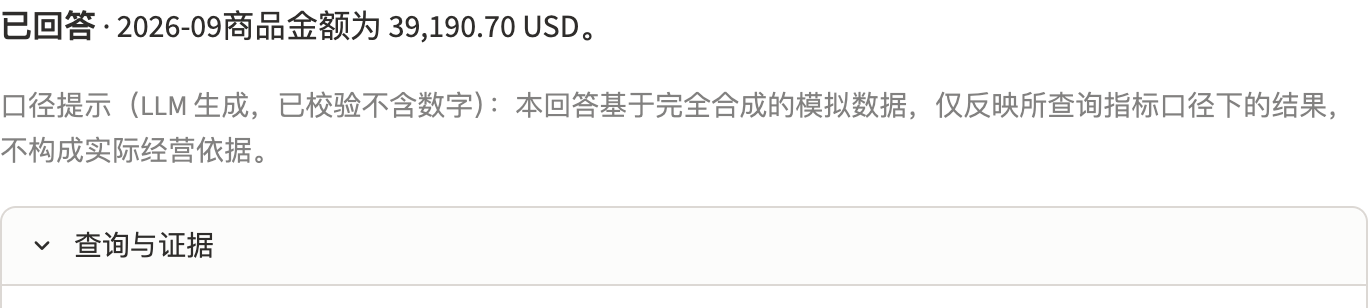 已回答 · 2026-09商品金额为 39,190.70 USD。
口径提示（LLM 生成，已校验不含数字）：本回答基于完全合成的模拟数据，仅反映所查询指标口径下的结果，
不构成实际经营依据。
查询与证据